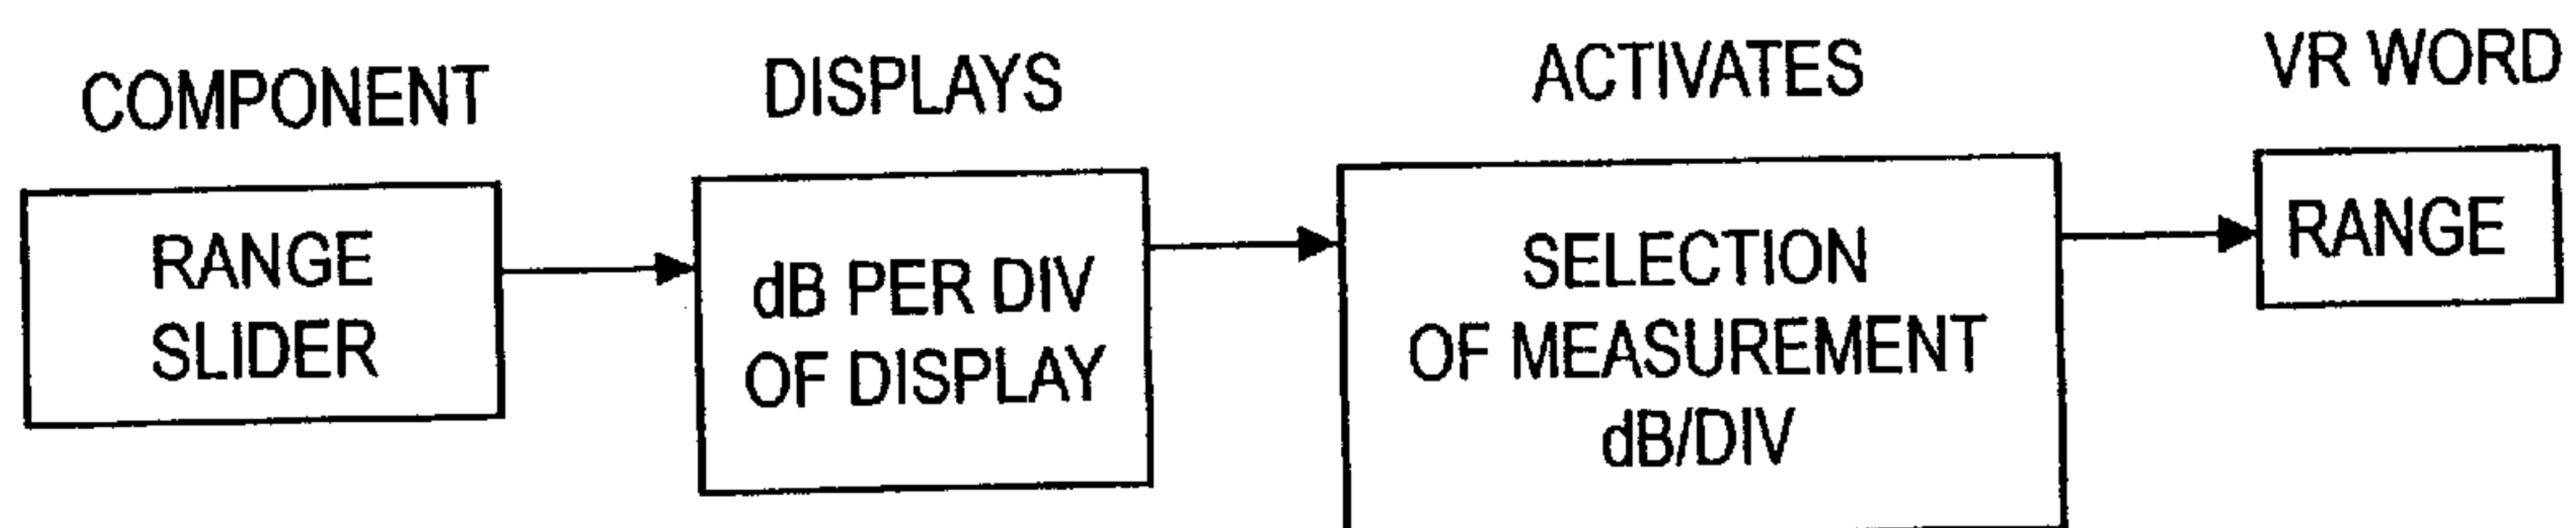 COMPONENT
DISPLAYS
ACTIVATES
VR WORD
RANGE
SLIDER
dB PER DIV
OF DISPLAY
SELECTION
OF MEASUREMENT
dB/DIV
RANGE